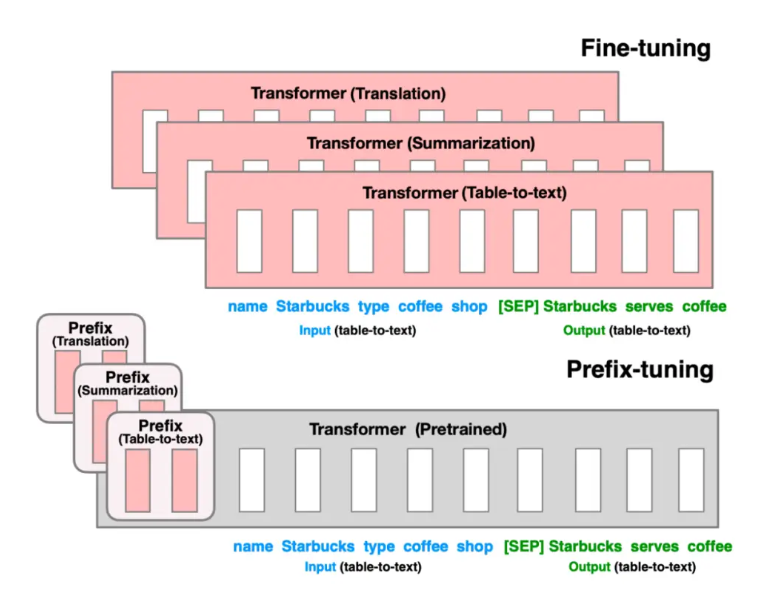 Fine-tuning
Transformer (Translation)
Transformer (Summarization)
Transformer (Table-to-text)
name Starbucks type coffee shop [SEP] Starbucks serves coffee
Input (table-to-text) Output (table-to-text)
Prefix
(Translation)
Prefix-tuning
Prefix
(Summarization)
Prefix
(Table-to-text)
Transformer (Pretrained)
name Starbucks type coffee shop [SEP] Starbucks serves coffee
Input (table-to-text) Output (table-to-text)